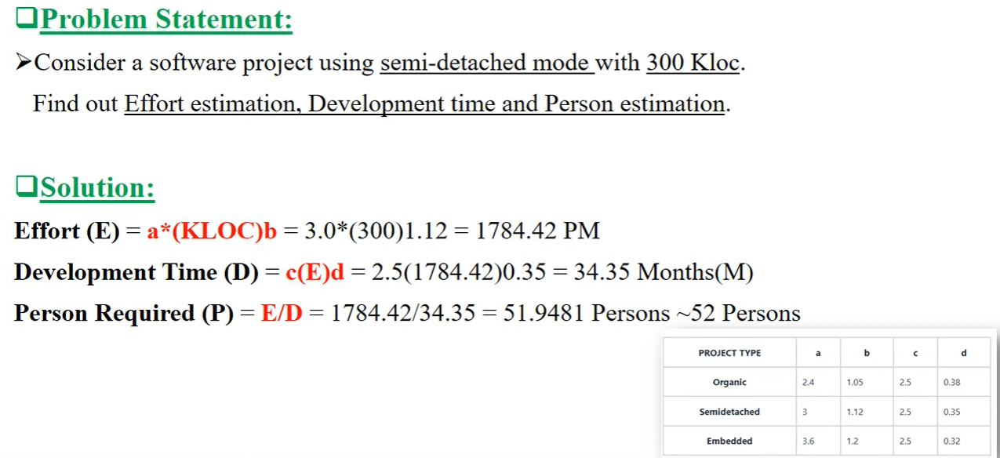 ❑Problem Statement:
➤Consider a software project using semi-detached mode with 300 Kloc.
Find out Effort estimation, Development time and Person estimation.
❑Solution:
Effort (E) = a*(KLOC)b = 3.0*(300)1.12 = 1784.42 PM
Development Time (D) = c(E)d = 2.5(1784.42)0.35 = 34.35 Months(M)
Person Required (P) = E/D = 1784.42/34.35 = 51.9481 Persons ~52 Persons
PROJECT TYPE a b c d
Organic 2.4 1.05 2.5 0.38
Semidetached 3 1.12 2.5 0.35
Embedded 3.6 1.2 2.5 0.32